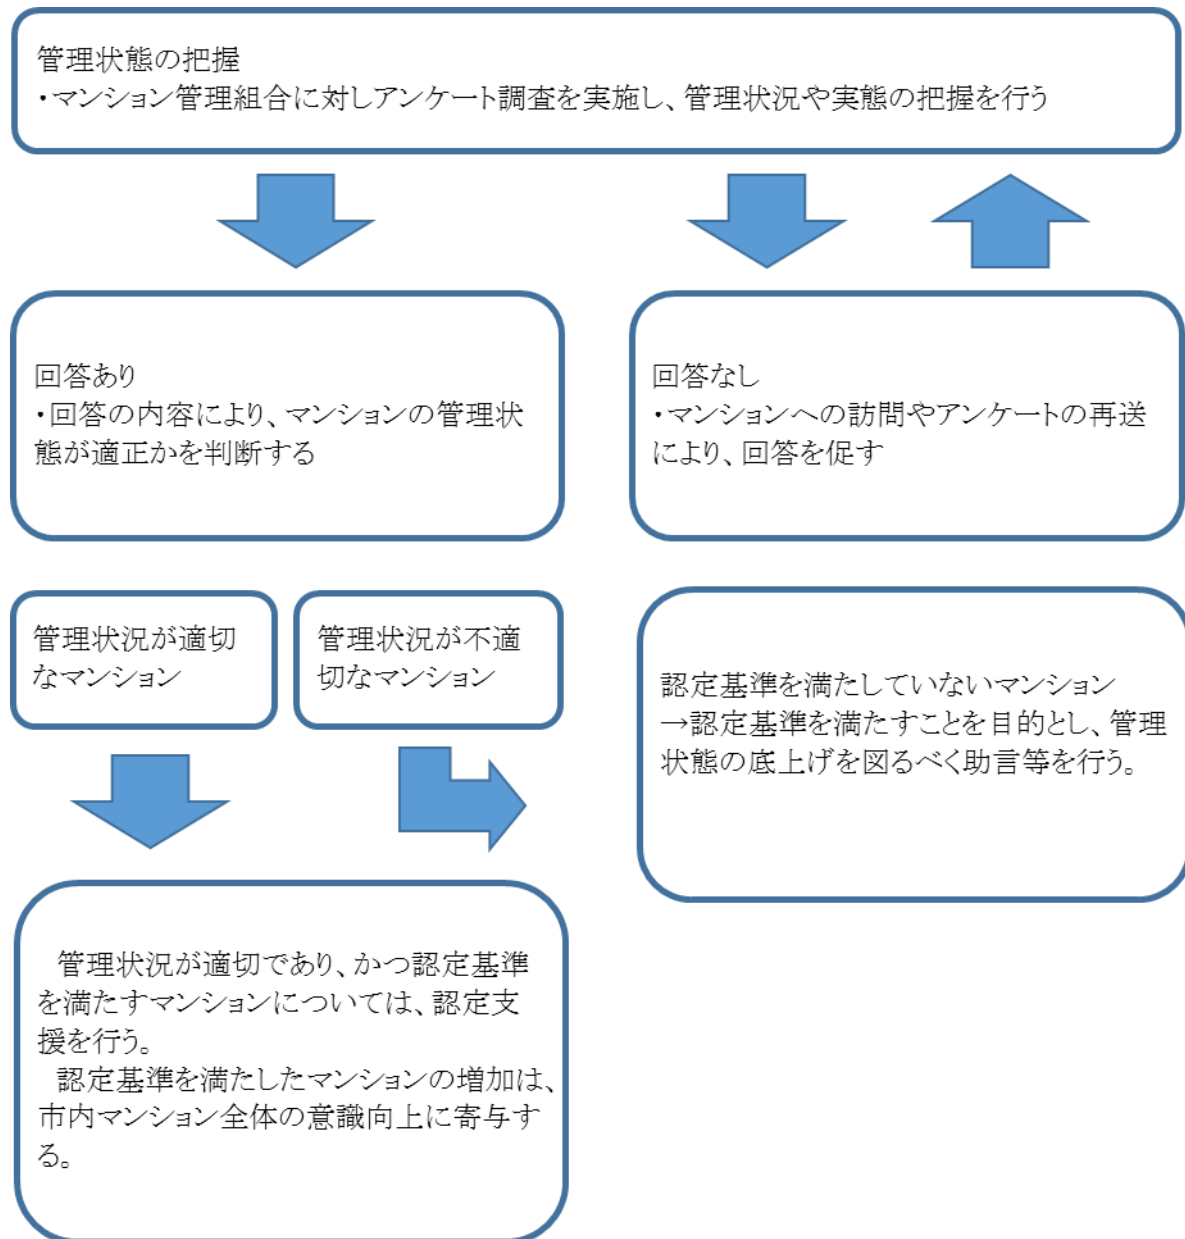 管理状態の把握
・マンション管理組合に対しアンケート調査を実施し、管理状況や実態の把握を行う
回答あり
・回答の内容により、マンションの管理状
態が適正かを判断する
回答なし
・マンションへの訪問やアンケートの再送
により、回答を促す
管理状況が適切
なマンション
管理状況が不適
切なマンション
認定基準を満たしていないマンション
→認定基準を満たすことを目的とし、管理
状態の底上げを図るべく助言等を行う。
管理状況が適切であり、かつ認定基準
を満たすマンションについては、認定支
援を行う。
認定基準を満たしたマンションの増加は、
市内マンション全体の意識向上に寄与す
る。